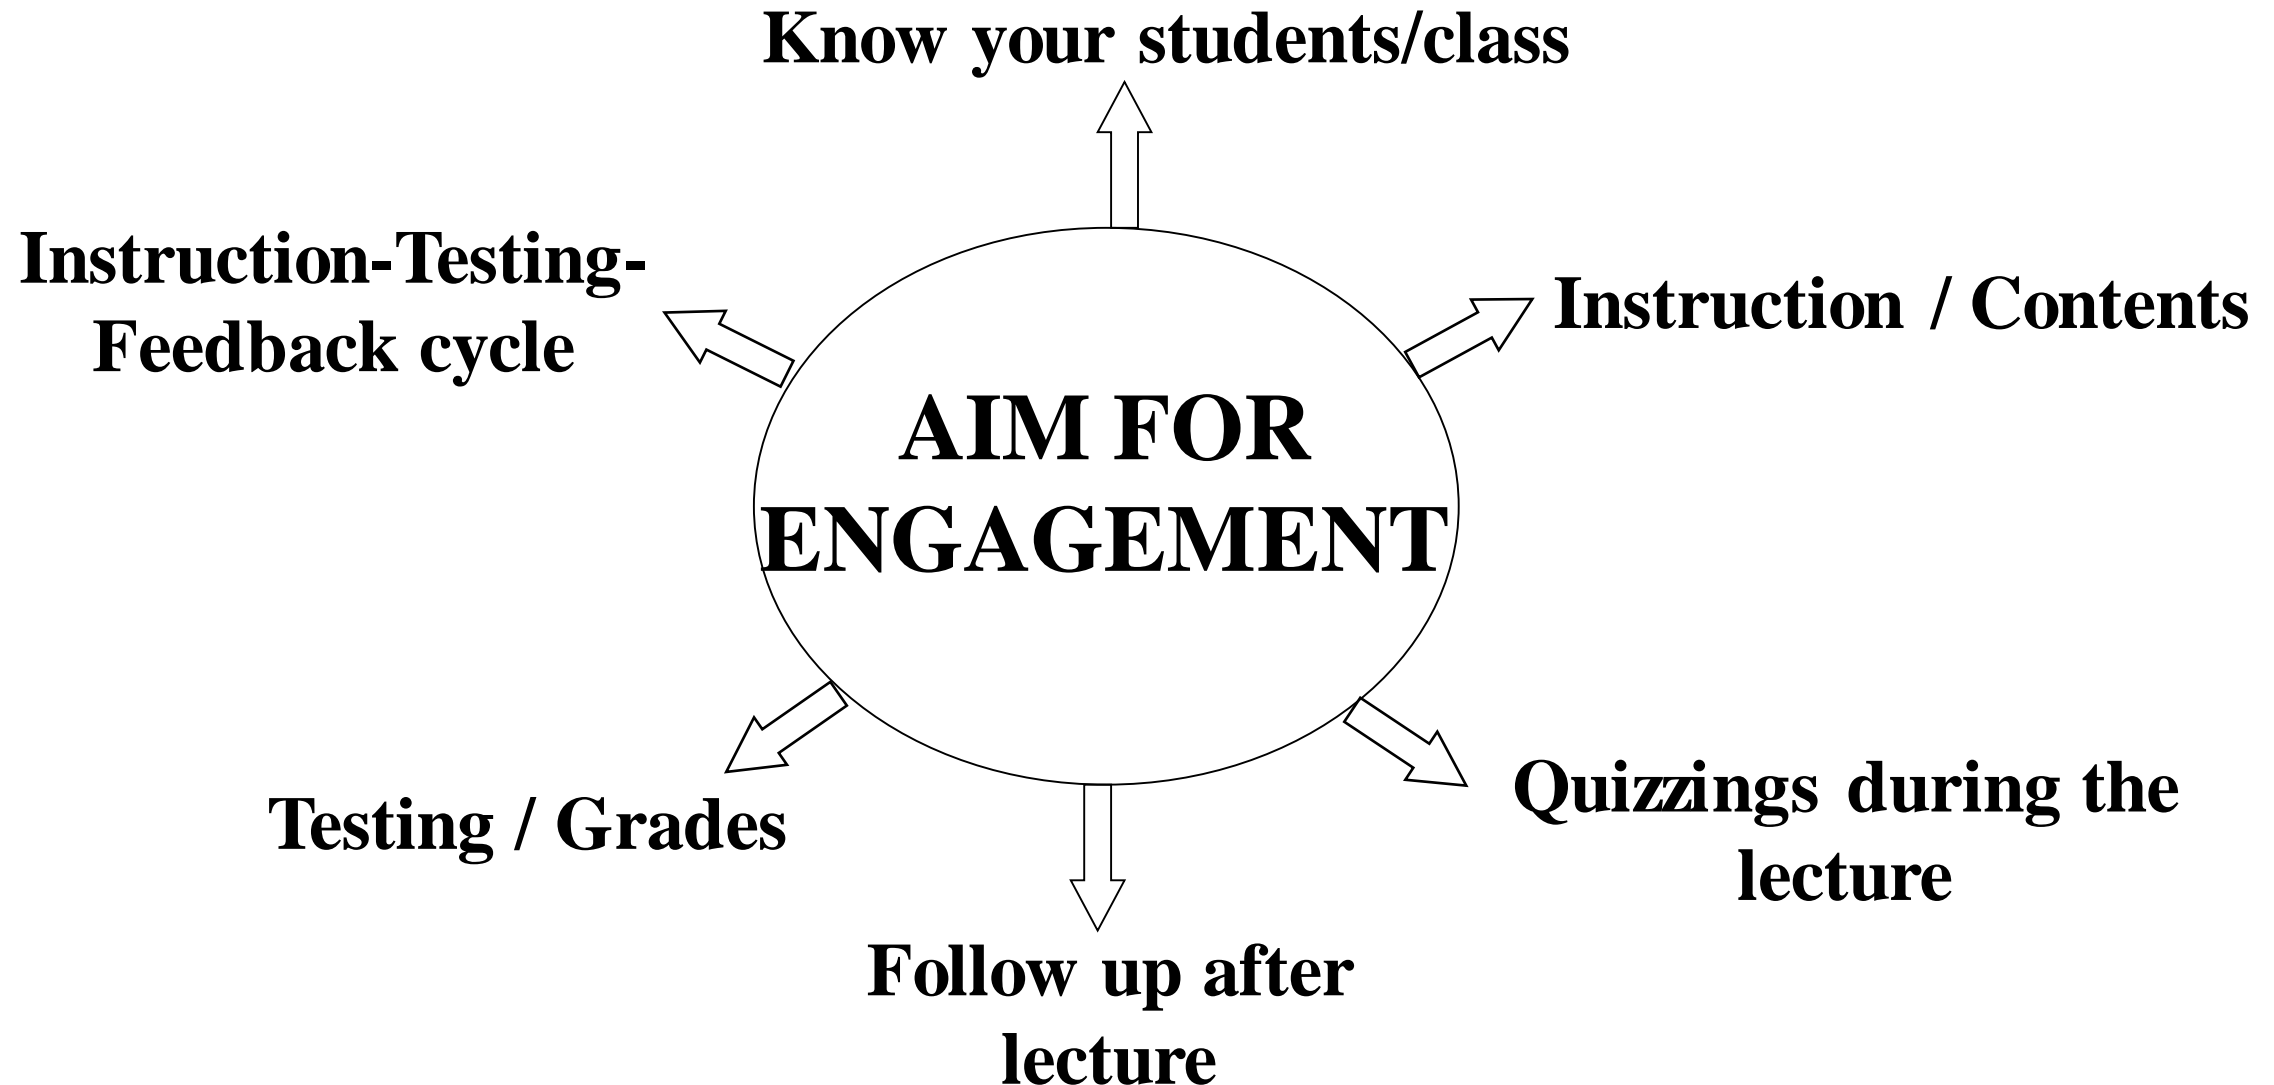 Know your students/class
Instruction-Testing-
Feedback cycle
Instruction / Contents
AIM FOR
ENGAGEMENT
Testing / Grades
Quizzings during the
lecture
Follow up after
lecture